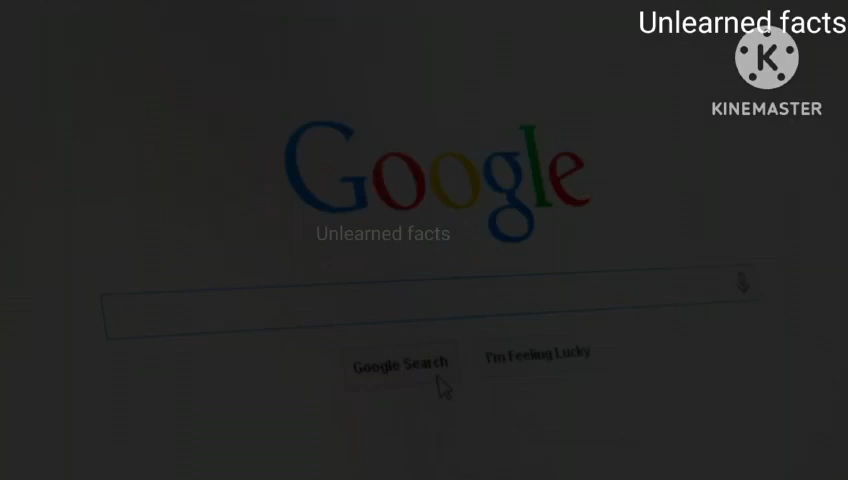 Unlearned facts
KINEMASTER
Google
Unlearned facts
Google Search
I'm Feeling Lucky